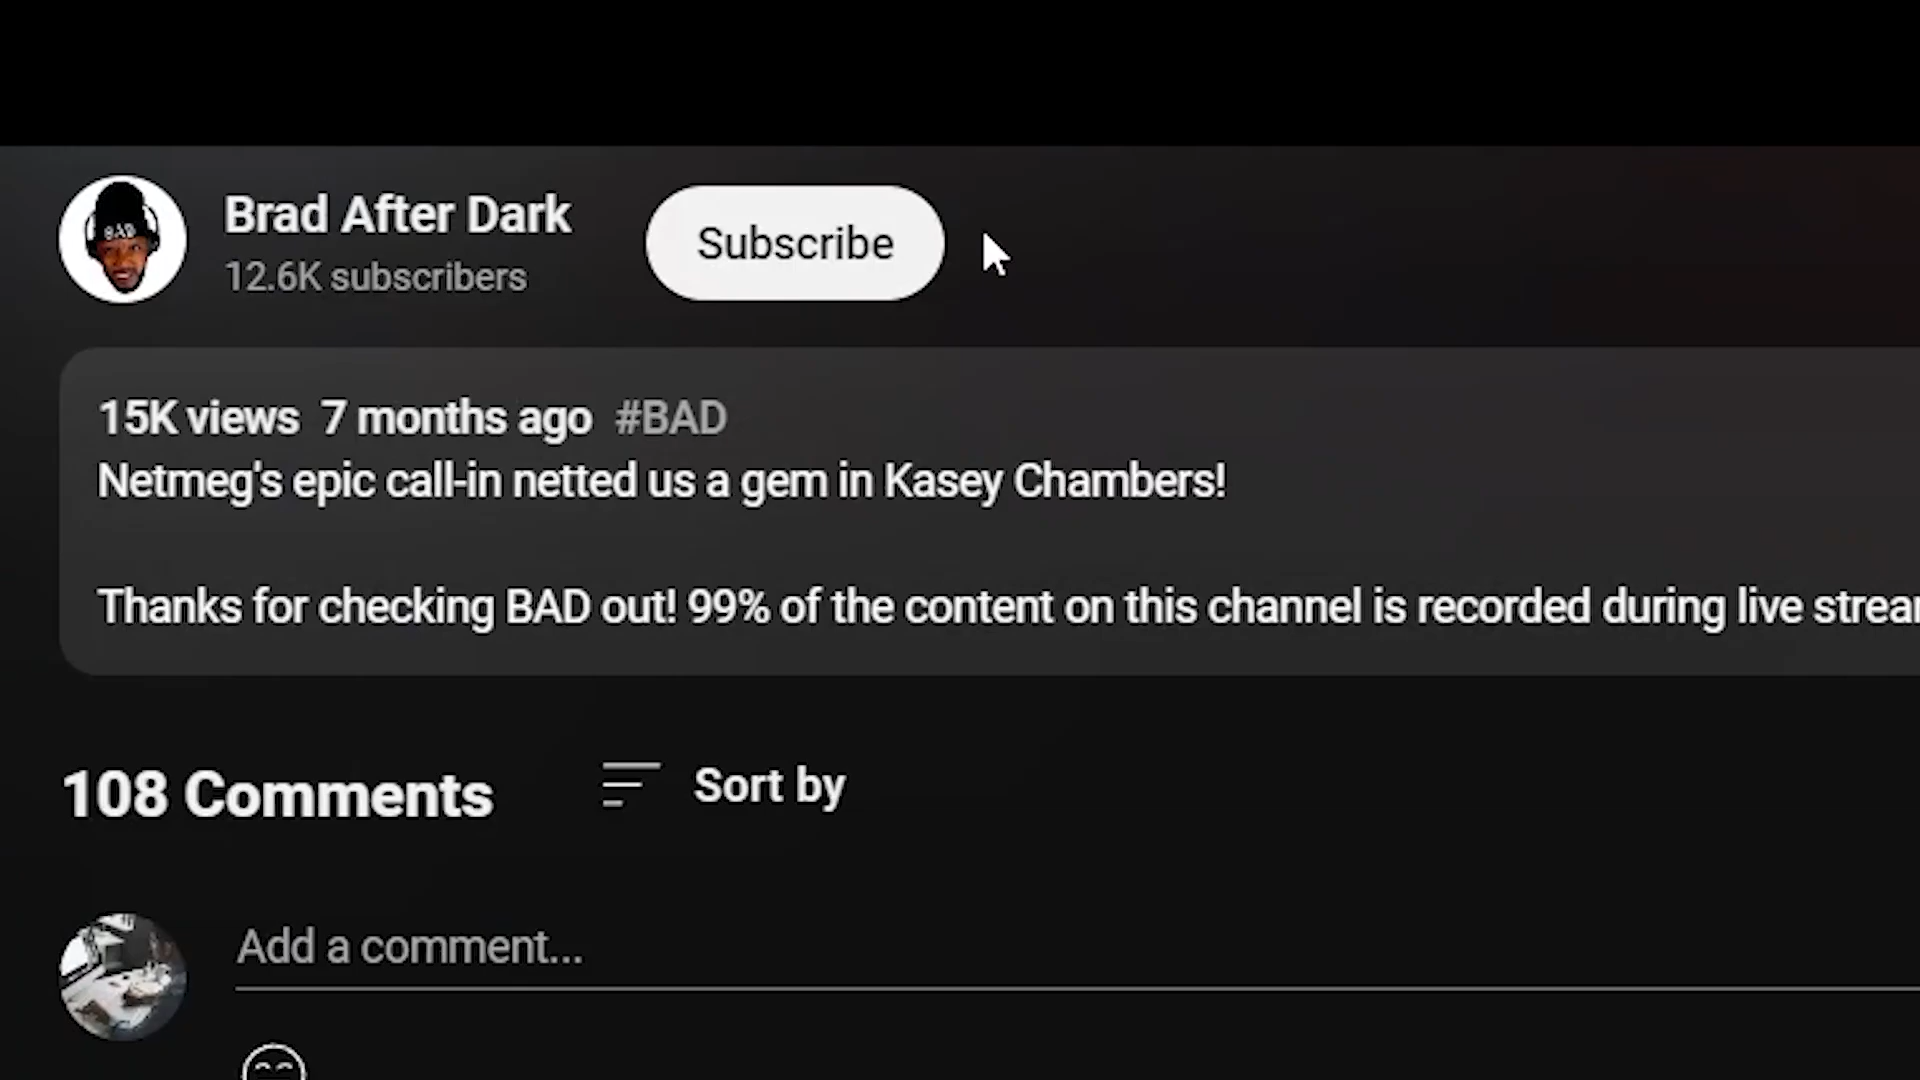 BAD
Brad After Dark
12.6K subscribers
Subscribe
15K views 7 months ago #BAD
Netmeg's epic call-in netted us a gem in Kasey Chambers!
Thanks for checking BAD out! 99% of the content on this channel is recorded during live strea
108 Comments
Sort by
Add a comment...